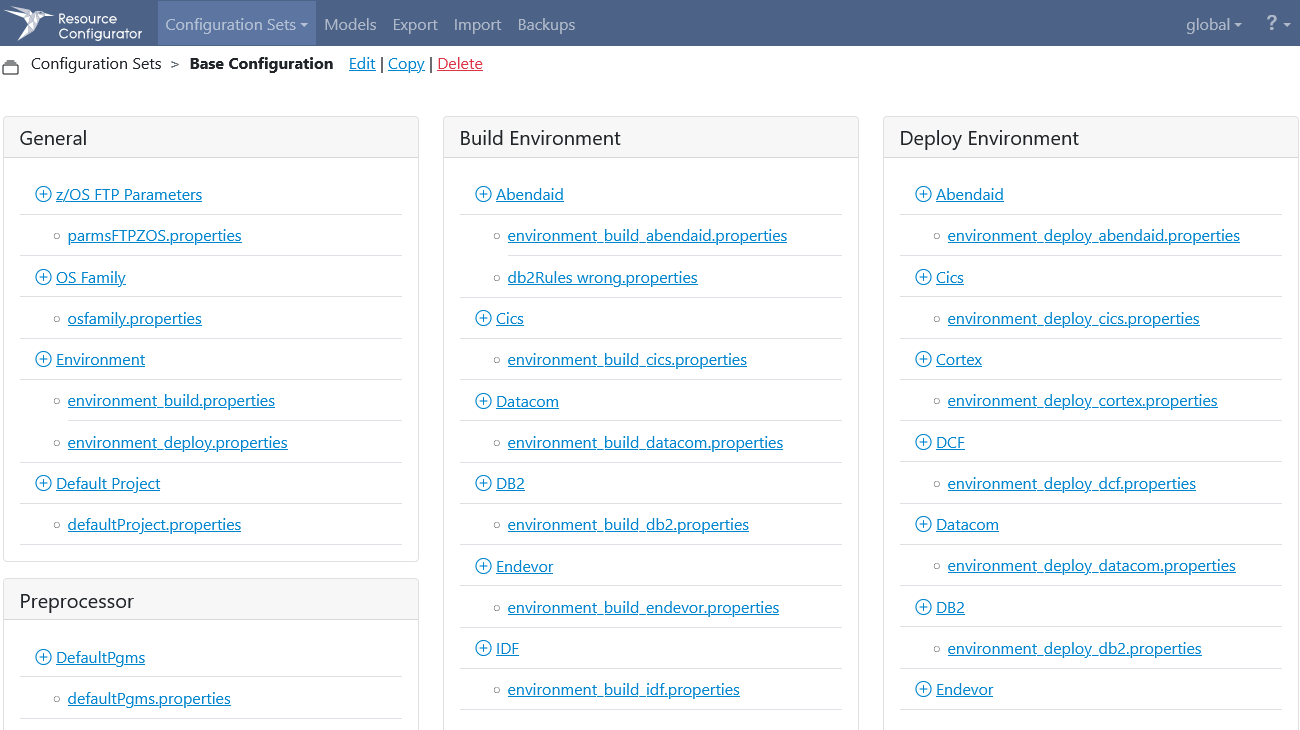 Resource
Configurator
Configuration Sets Models Export Import Backups global ?
Configuration Sets > Base Configuration Edit | Copy | Delete
General
z/OS FTP Parameters
parmsFTPZOS.properties
OS Family
osfamily.properties
Environment
environment_build.properties
environment_deploy.properties
Default Project
defaultProject.properties
Preprocessor
DefaultPgms
defaultPgms.properties
Build Environment
Abendaid
environment_build_abendaid.properties
db2Rules wrong.properties
Cics
environment_build_cics.properties
Datacom
environment_build_datacom.properties
DB2
environment_build_db2.properties
Endevor
environment_build_endevor.properties
IDF
environment_build_idf.properties
Deploy Environment
Abendaid
environment_deploy_abendaid.properties
Cics
environment_deploy_cics.properties
Cortex
environment_deploy_cortex.properties
DCF
environment_deploy_dcf.properties
Datacom
environment_deploy_datacom.properties
DB2
environment_deploy_db2.properties
Endevor